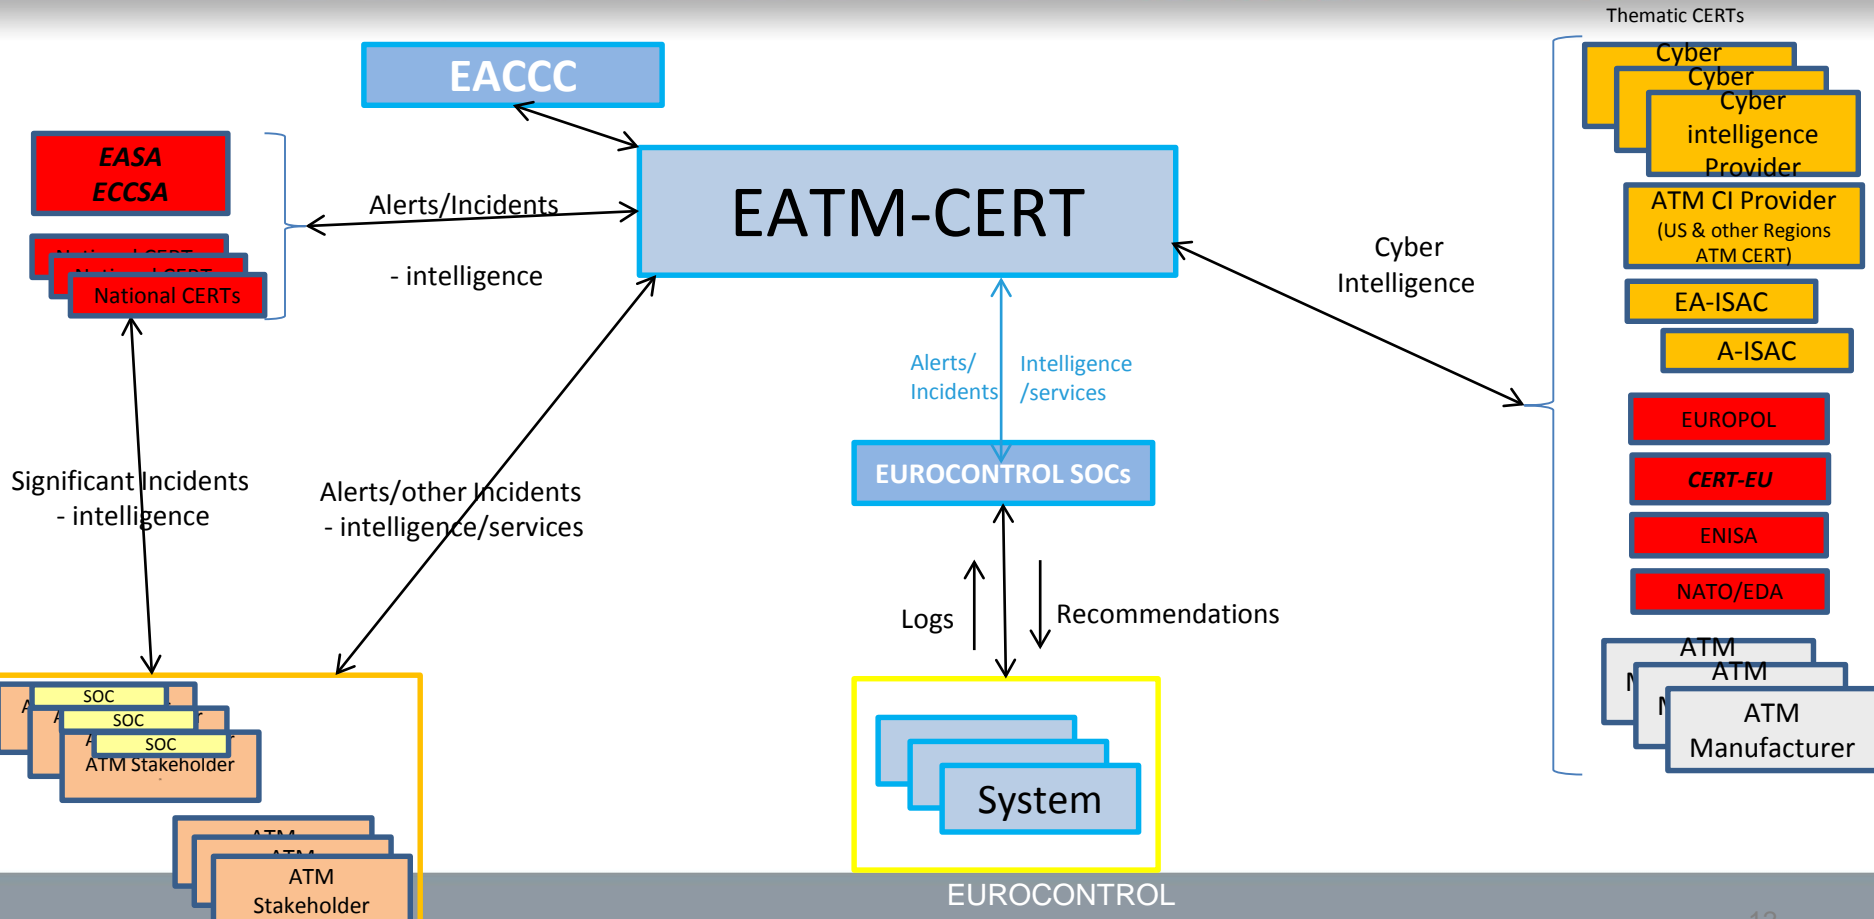 Thematic CERTs
EACCC
Cyber
Cyber
Cyber
intelligence
Provider
EASA
ECCSA
National CERTs
Alerts/Incidents
- intelligence
EATM-CERT
Cyber
Intelligence
ATM CI Provider
(US & other Regions
ATM CERT)
EA-ISAC
A-ISAC
Alerts/
Incidents
Intelligence
/services
EUROPOL
CERT-EU
ENISA
NATO/EDA
EUROCONTROL SOCs
Significant Incidents
- intelligence
Alerts/other Incidents
- intelligence/services
Logs
Recommendations
ATM
ATM
ATM
Manufacturer
SOC
SOC
SOC
ATM Stakeholder
System
ATM
ATM
ATM
Stakeholder
EUROCONTROL
12